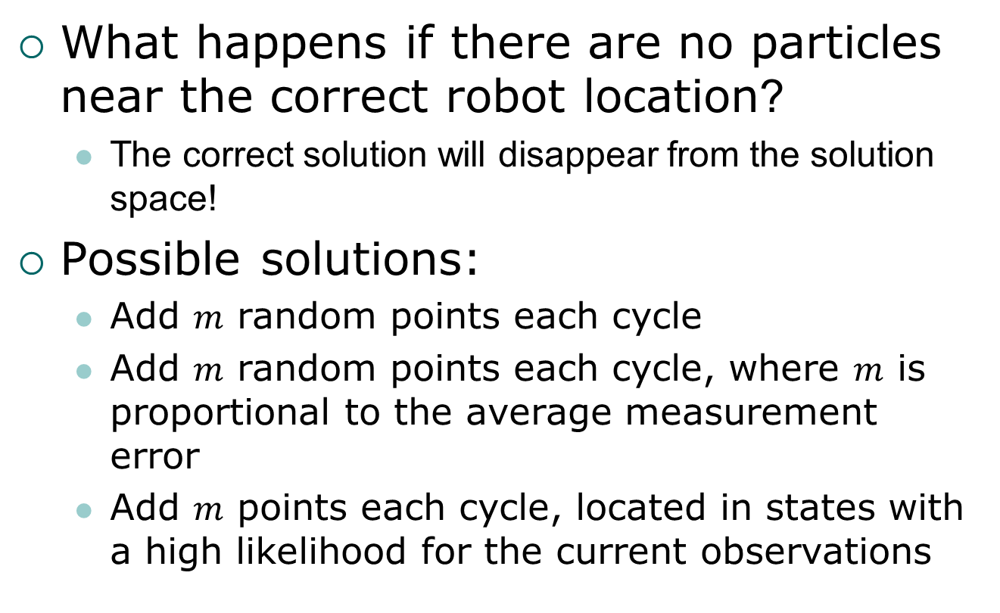 What happens if there are no particles
near the correct robot location?
The correct solution will disappear from the solution
space!
Possible solutions:
Add m random points each cycle
Add m random points each cycle, where m is
proportional to the average measurement
error
Add m points each cycle, located in states with
a high likelihood for the current observations